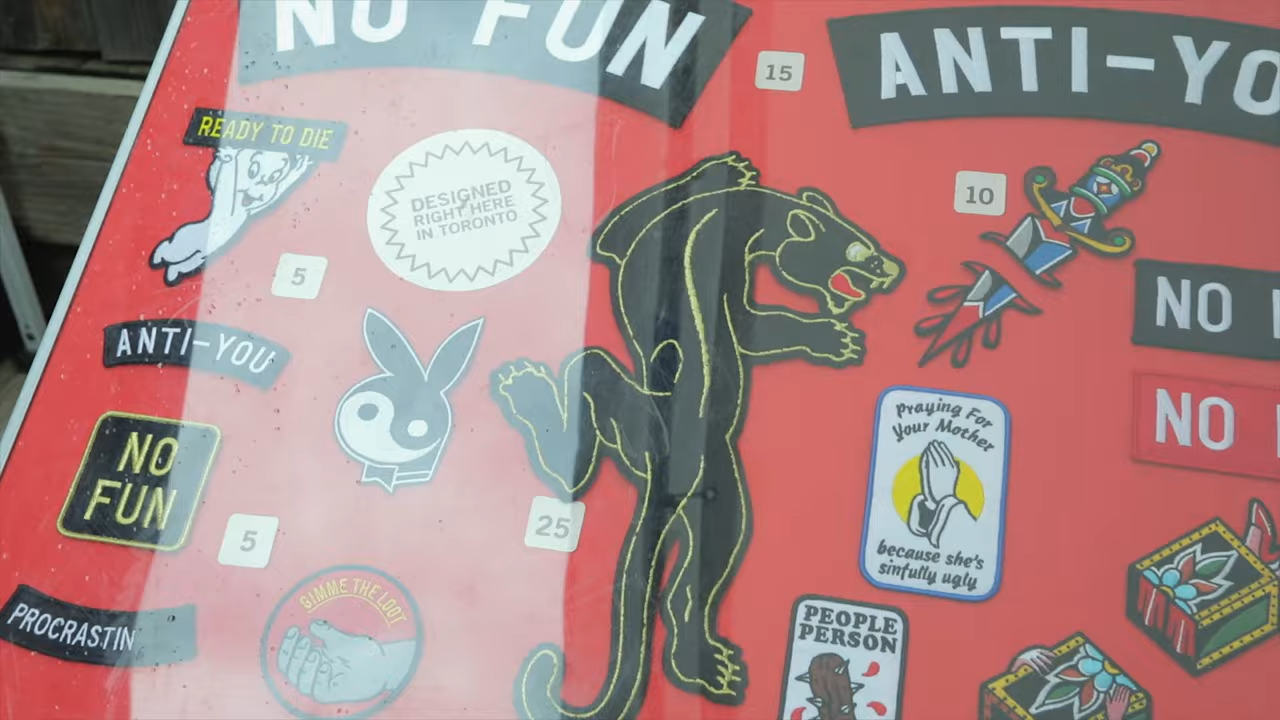 NO FUN
ANTI-YO
15
READY TO DIE
DESIGNED
RIGHT HERE
IN TORONTO
10
5
NO
ANTI-YOU
NO
Praying For
Your Mother
because she's
sinfully ugly
NO
FUN
25
5
GIMME THE LOOT
PROCRASTIN
PEOPLE
PERSON